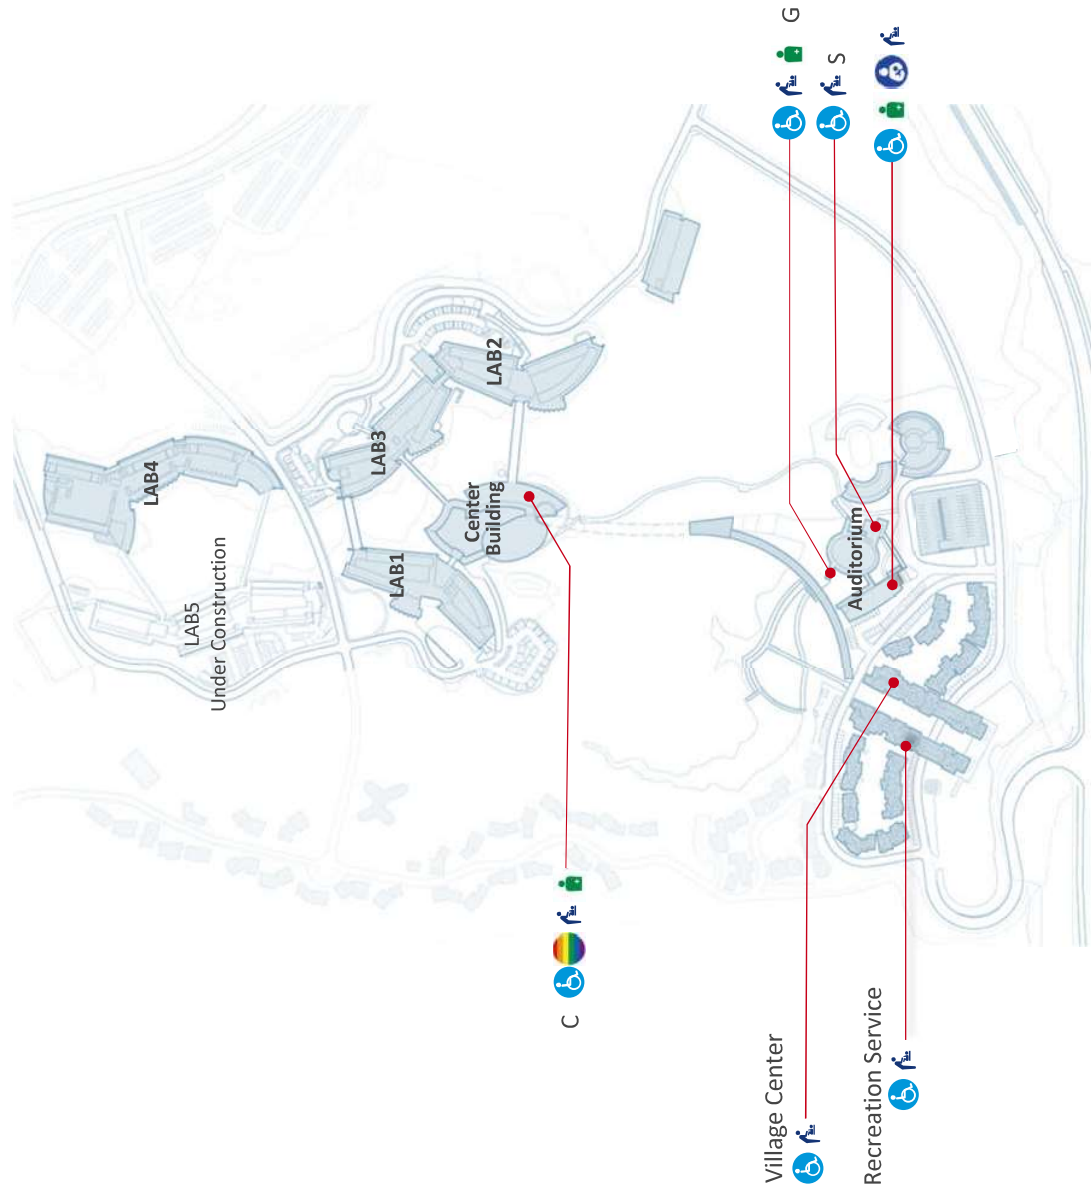 G
S
LAB4
LAB3
LAB2
LAB5
Under Construction
LAB1
Center
Building
Auditorium
C
Village Center
Recreation Service